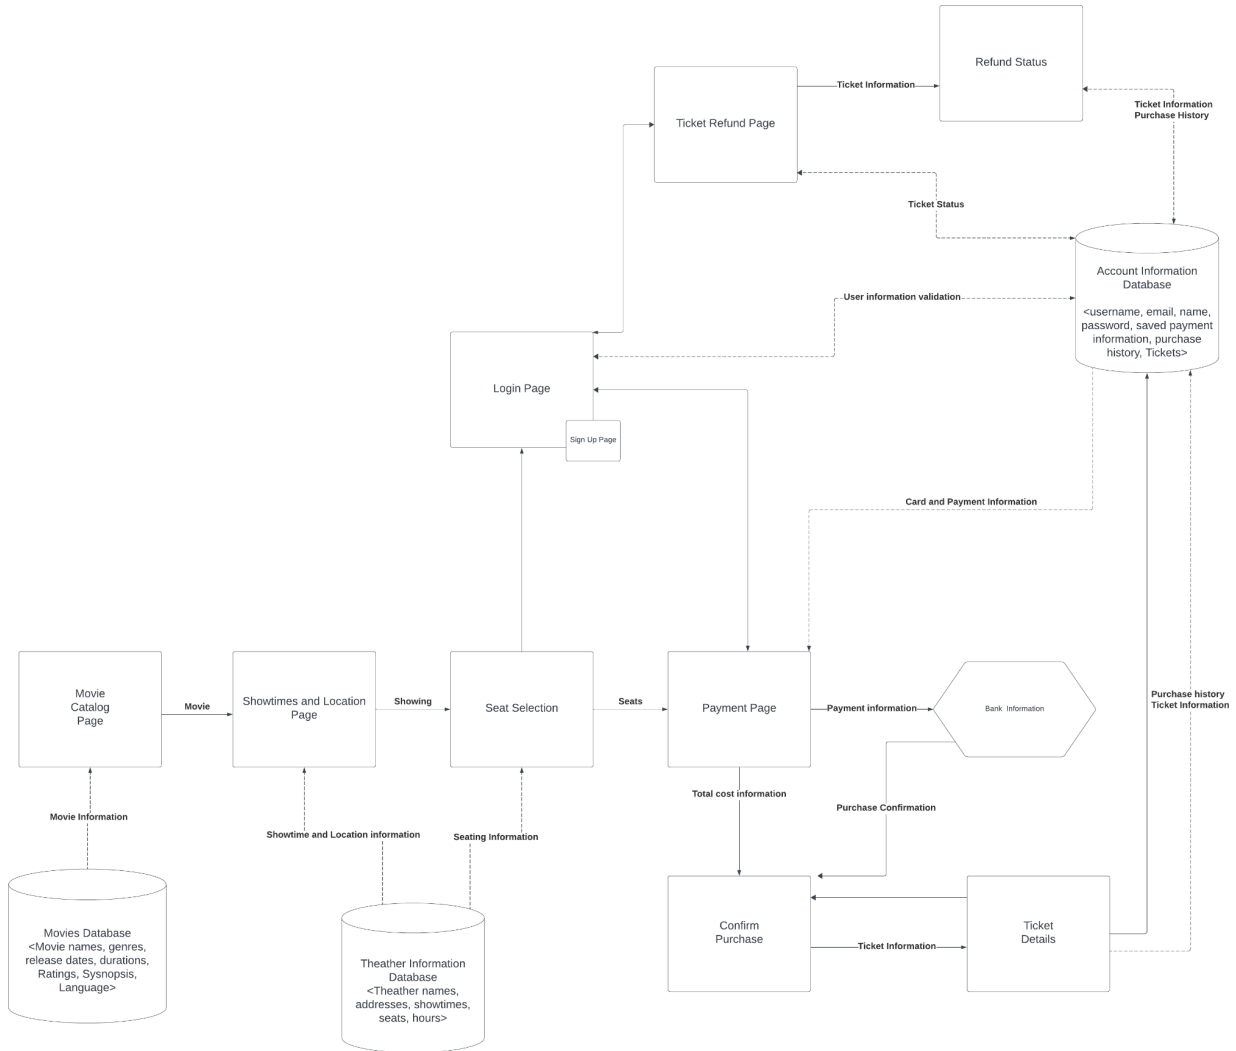 Refund Status
Ticket Information
Ticket Information
Purchase History
Ticket Refund Page
Ticket Status
Account Information
Database
<username, email, name,
password, saved payment
information, purchase
history, Tickets>
User information validation
Login Page
Sign Up Page
Card and Payment Information
Movie
Catalog
Page
Movie
Showtimes and Location
Page
Showing
Seat Selection
Seats
Payment Page
Payment information
Bank Information
Purchase history
Ticket Information
Total cost information
Purchase Confirmation
Movie Information
Showtime and Location information
Seating Information
Movies Database
<Movie names, genres,
release dates, durations,
Ratings, Sysnopsis,
Language>
Theather Information
Database
<Theather names,
addresses, showtimes,
seats, hours>
Confirm
Purchase
Ticket Information
Ticket
Details